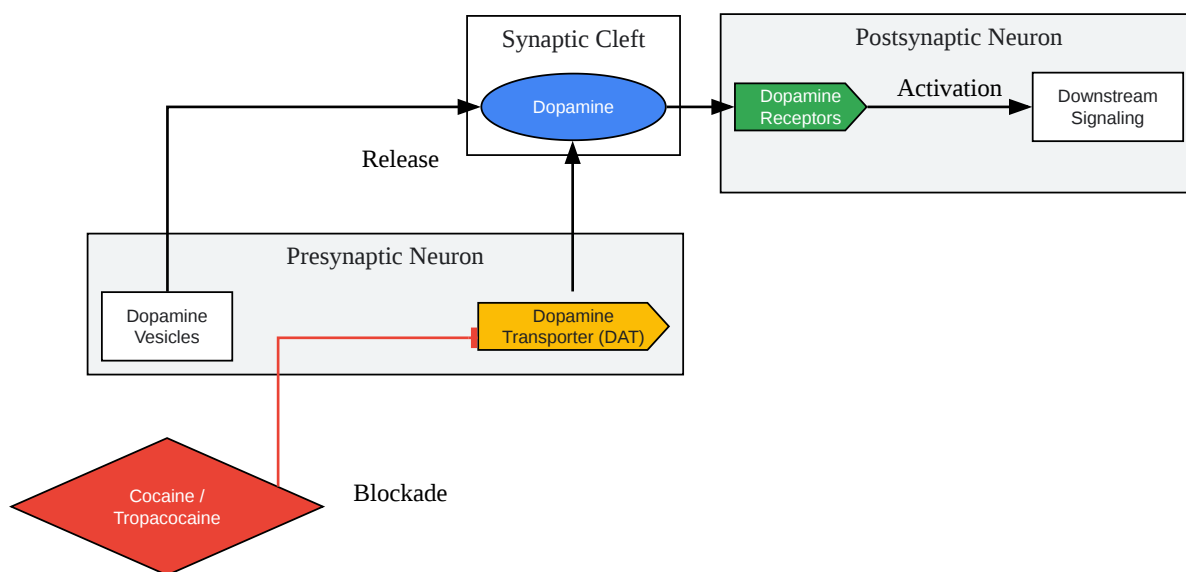 Synaptic Cleft
Dopamine
Postsynaptic Neuron
Dopamine
Receptors
Activation
Downstream
Signaling
Release
Presynaptic Neuron
Dopamine
Vesicles
Dopamine
Transporter (DAT)
Cocaine /
Tropacocaine
Blockade